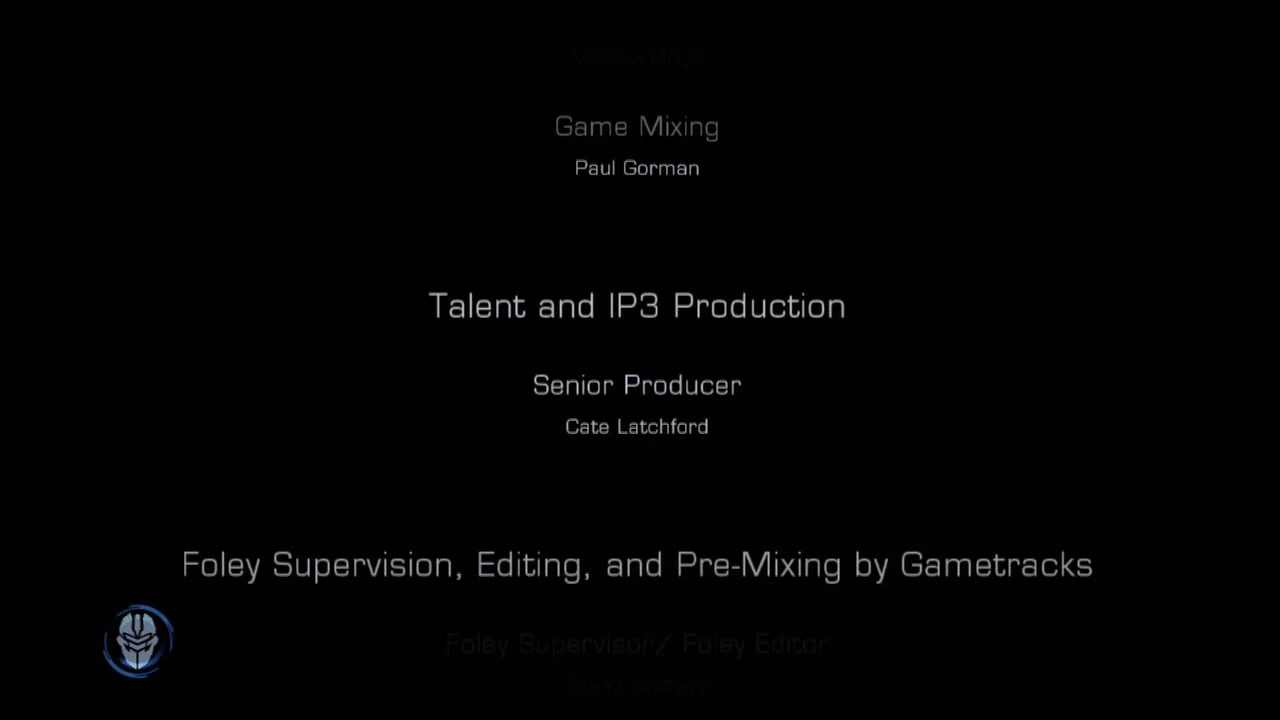 Game Mixing
Paul Gorman
Talent and IP3 Production
Senior Producer
Cate Latchford
Foley Supervision, Editing, and Pre-Mixing by Gametracks
Foley Supervisor/ Foley Editor